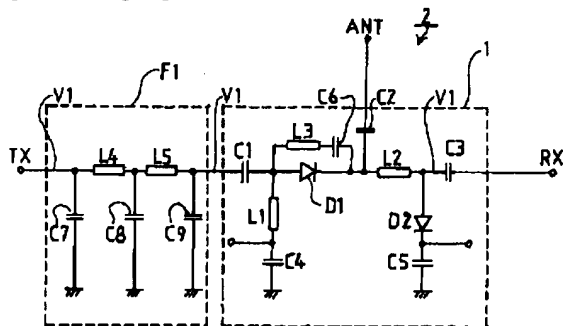 ANT 2
F1 1
V1 V1 C6 C2 V1
TX L4 L5 C1 L3 L2 C3 RX
D1
C7 C8 C9 L1 D2
C4 C5